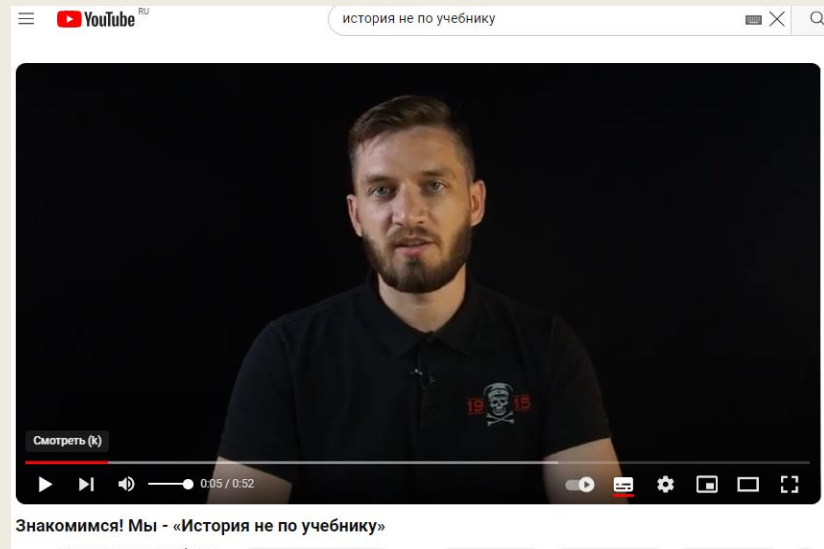 YouTube RU
история не по учебнику
19 15
Смотреть (k)
0:05 / 0:52
Знакомимся! Мы - «История не по учебнику»